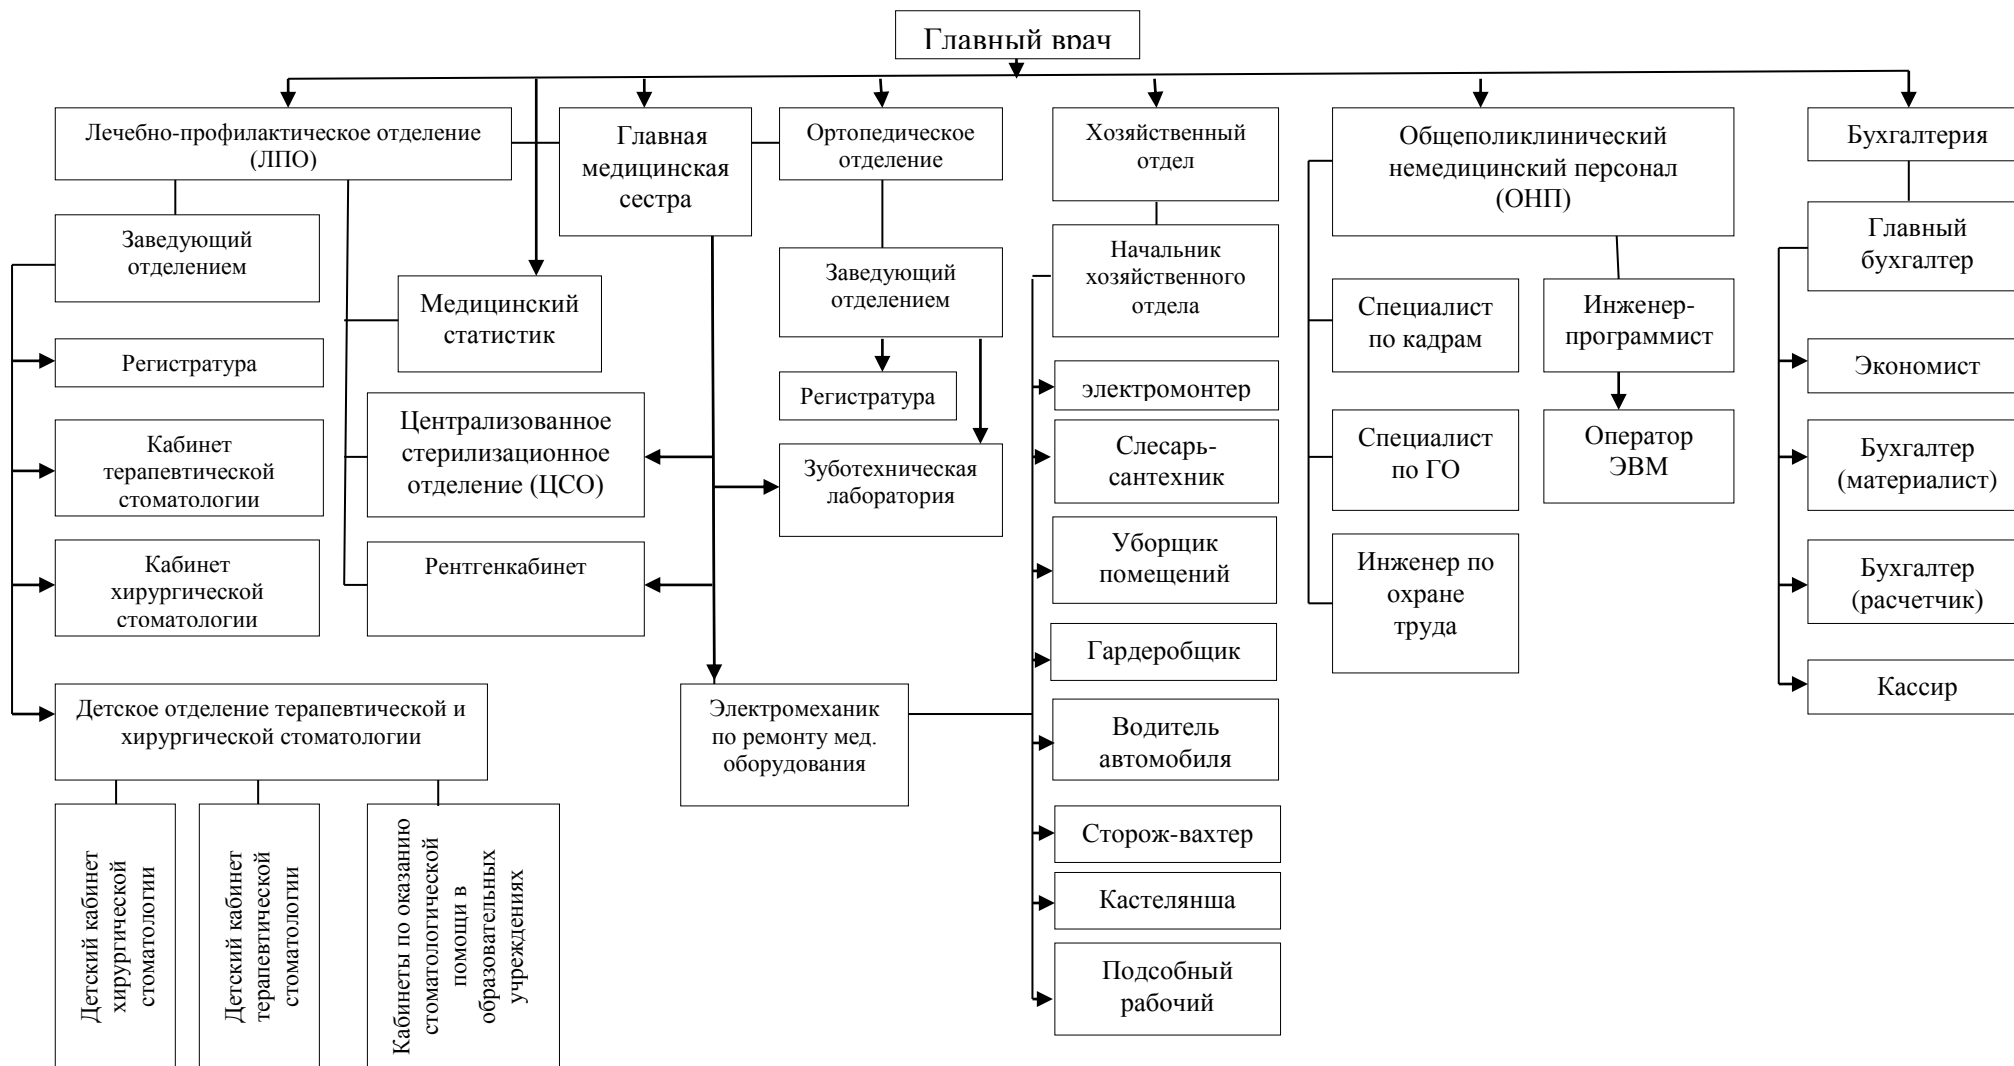 Главный врач
Лечебно-профилактическое отделение
(ЛПО)
Главная
медицинская
сестра
Ортопедическое
отделение
Хозяйственный
отдел
Общеполиклинический
немедицинский персонал
(ОНП)
Бухгалтерия
Заведующий
отделением
Медицинский
статистик
Заведующий
отделением
Начальник
хозяйственного
отдела
Специалист
по кадрам
Инженер-
программист
Главный
бухгалтер
Регистратура
Регистратура
электромонтер
Экономист
Кабинет
терапевтической
стоматологии
Централизованное
стерилизационное
отделение (ЦСО)
Зуботехническая
лаборатория
Слесарь-
сантехник
Специалист
по ГО
Оператор
ЭВМ
Бухгалтер
(материалист)
Кабинет
хирургической
стоматологии
Рентгенкабинет
Уборщик
помещений
Инженер по
охране
труда
Бухгалтер
(расчетчик)
Гардеробщик
Кассир
Детское отделение терапевтической и
хирургической стоматологии
Электромеханик
по ремонту мед.
оборудования
Водитель
автомобиля
Сторож-вахтер
Кастелянша
Подсобный
рабочий
Детский кабинет
хирургической
стоматологии
Детский кабинет
терапевтической
стоматологии
Кабинеты по оказанию
стоматологической
помощи в
образовательных
учреждениях